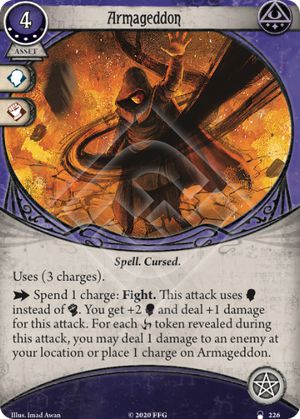 4
Armageddon
ASSET
Spell. Cursed.
Uses (3 charges).
Spend 1 charge: Fight. This attack uses
instead of . You get +2 and deal +1 damage
for this attack. For each token revealed during
this attack, you may deal 1 damage to an enemy at
your location or place 1 charge on Armageddon.
Illus. Imad Awan
© 2020 FFG
226